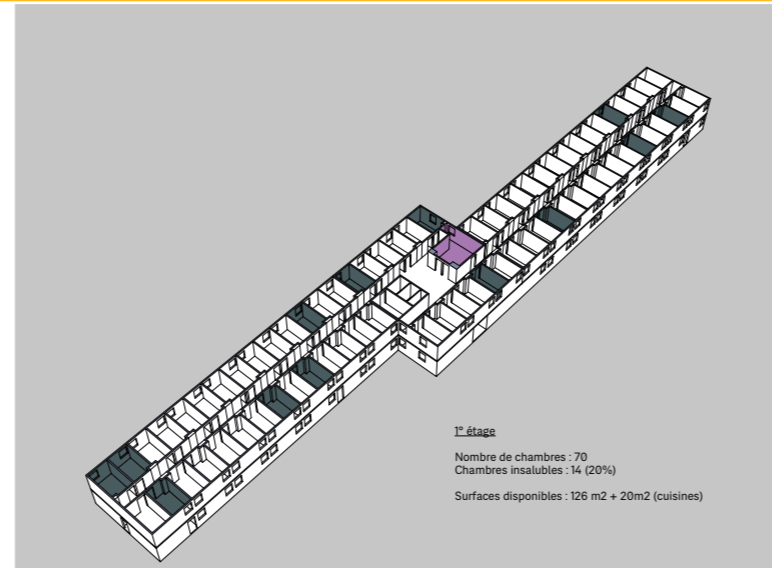 1° étage
Nombre de chambres : 70
Chambres insalubles : 14 (20%)
Surfaces disponibles : 126 m2 + 20m2 (cuisines)